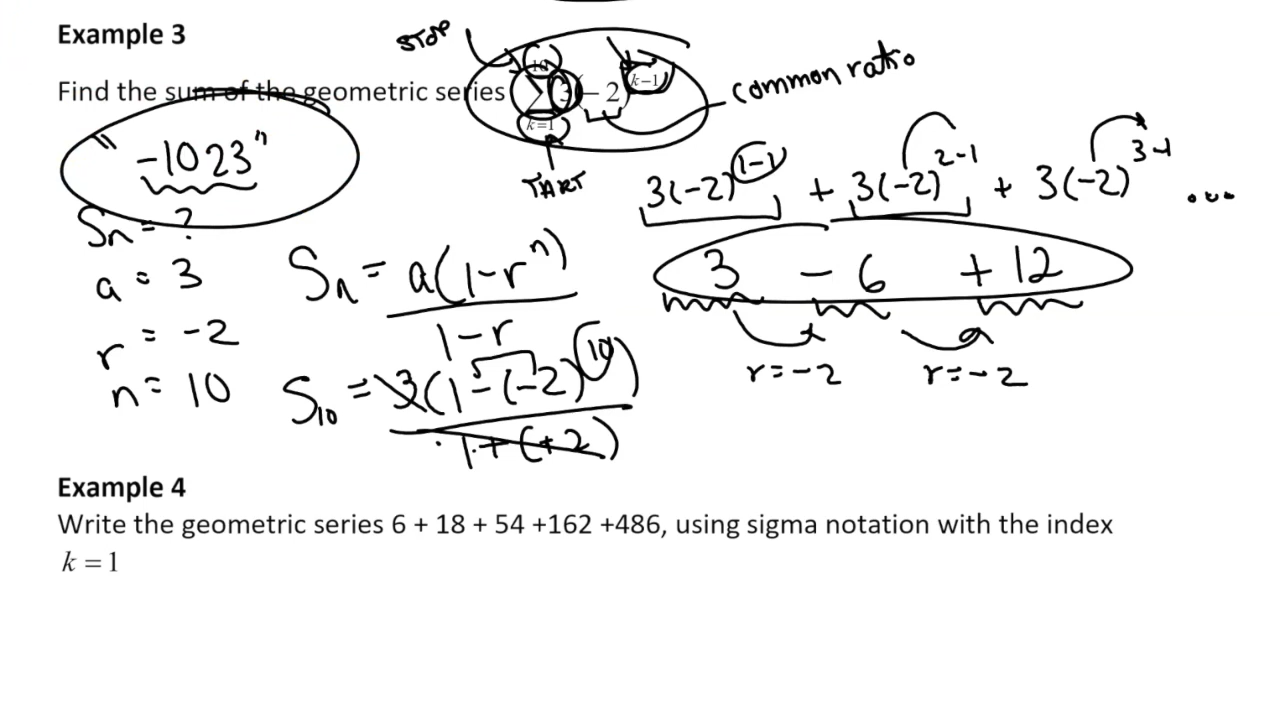 Example 3
STOP
Find the sum of the geometric series 10 ∑ k=1 3(-2)^{k-1}
common ratio
TART
"-1023"
3(-2)^{1-1} + 3(-2)^{2-1} + 3(-2)^{3-1} ...
3 - 6 + 12
r=-2 r=-2
Sn = ?
a = 3
r = -2
n = 10
Sn = a(1-r^n)
1-r
S10 = 3(1-(-2)^{10})
1+(+2)
Example 4
Write the geometric series 6 + 18 + 54 +162 +486, using sigma notation with the index
k = 1